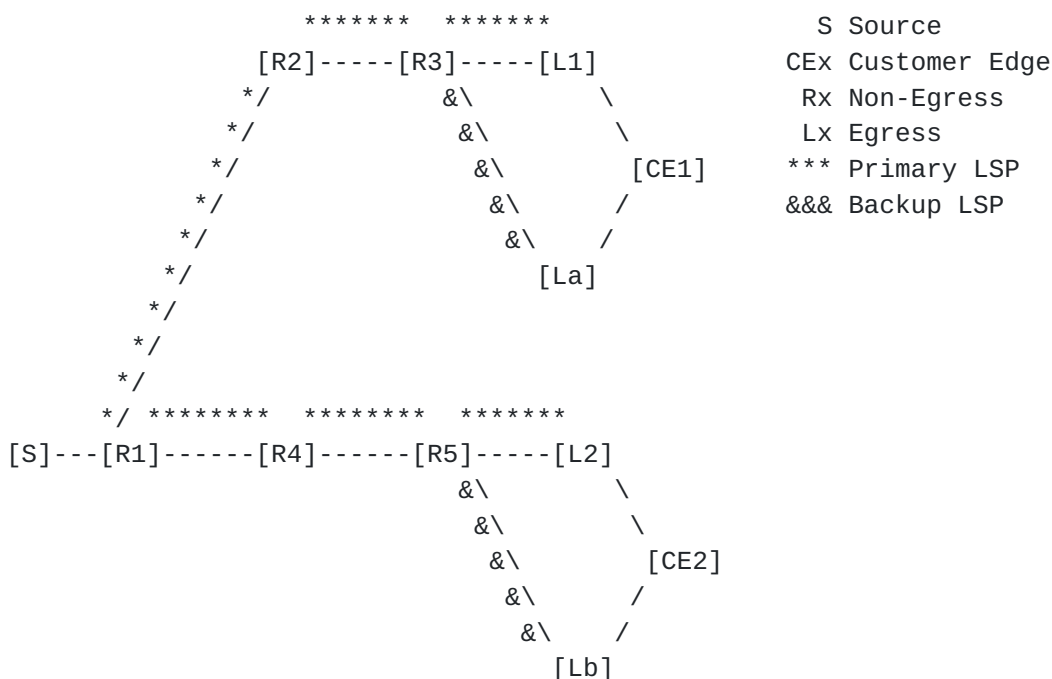 *******  *******                 S Source
                [R2]-----[R3]-----[L1]            CEx Customer Edge
               */           &\        \            Rx Non-Egress
              */             &\        \           Lx Egress
             */               &\        [CE1]     *** Primary LSP
            */                 &\      /          &&& Backup LSP
           */                   &\    /
          */                      [La]
         */
        */
       */
      */ ********  ********  *******
[S]---[R1]------[R4]------[R5]-----[L2]
                             &\        \
                              &\        \
                               &\        [CE2]
                                &\      /
                                 &\    /
                                   [Lb]